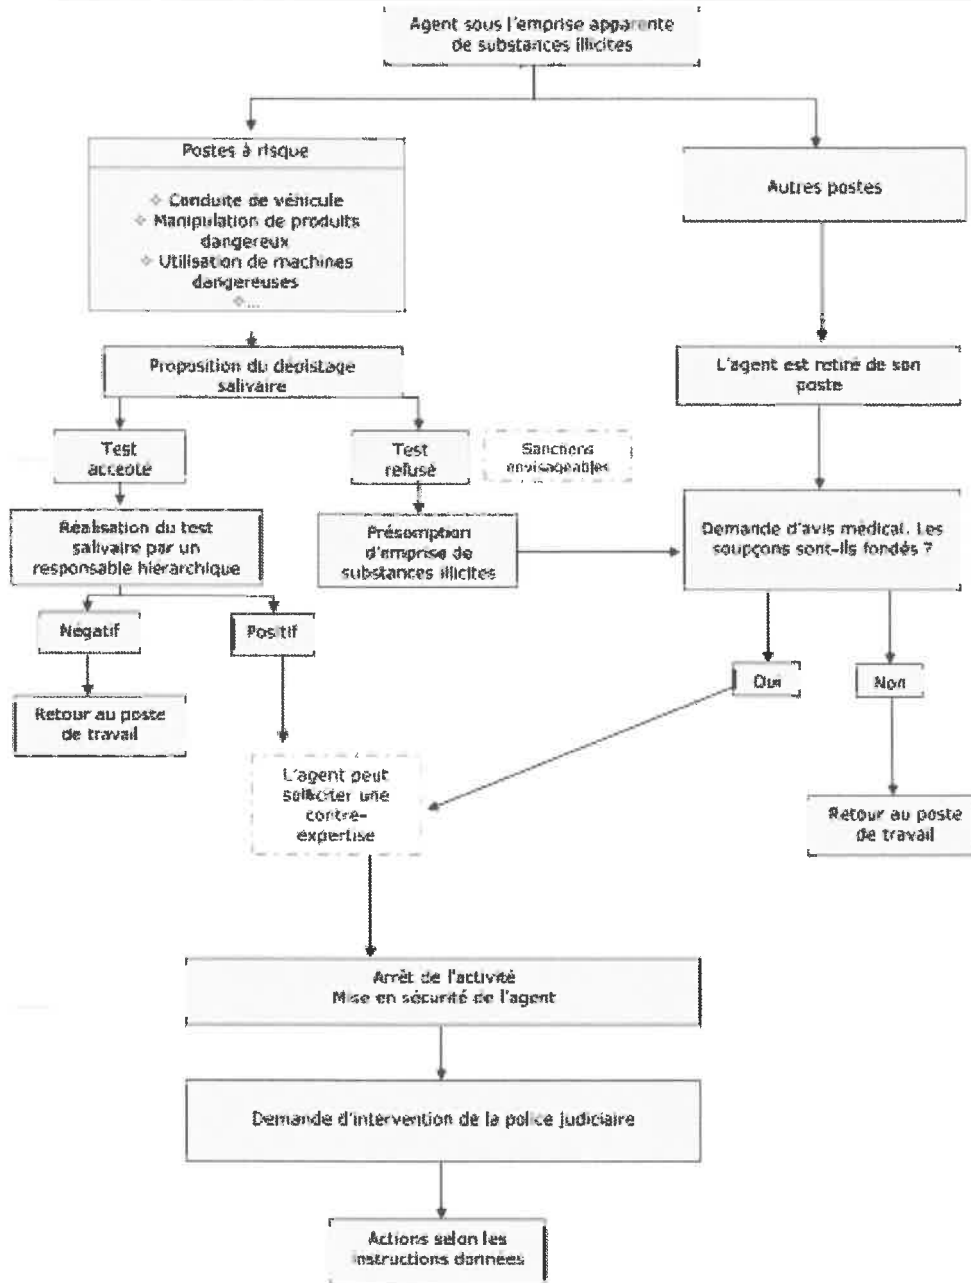 Agent sous l'emprise apparente
de substances illicites
Postes à risque
❖ Conduite de véhicule
❖ Manipulation de produits
dangereux
❖ Utilisation de machines
dangereuses
❖...
Autres postes
Proposition du dépistage
salivaire
L'agent est retiré de son
poste
Test
accepté
Test
refusé
Sanctions
envisageables
Réalisation du test
salivaire par un
responsable hiérarchique
Présomption
d'emprise de
substances illicites
Demande d'avis médical. Les
soupçons sont-ils fondés ?
Négatif
Positif
Oui
Non
Retour au poste
de travail
L'agent peut
solliciter une
contre-
expertise
Retour au poste
de travail
Arrêt de l'activité
Mise en sécurité de l'agent
Demande d'intervention de la police judiciaire
Actions selon les
instructions données